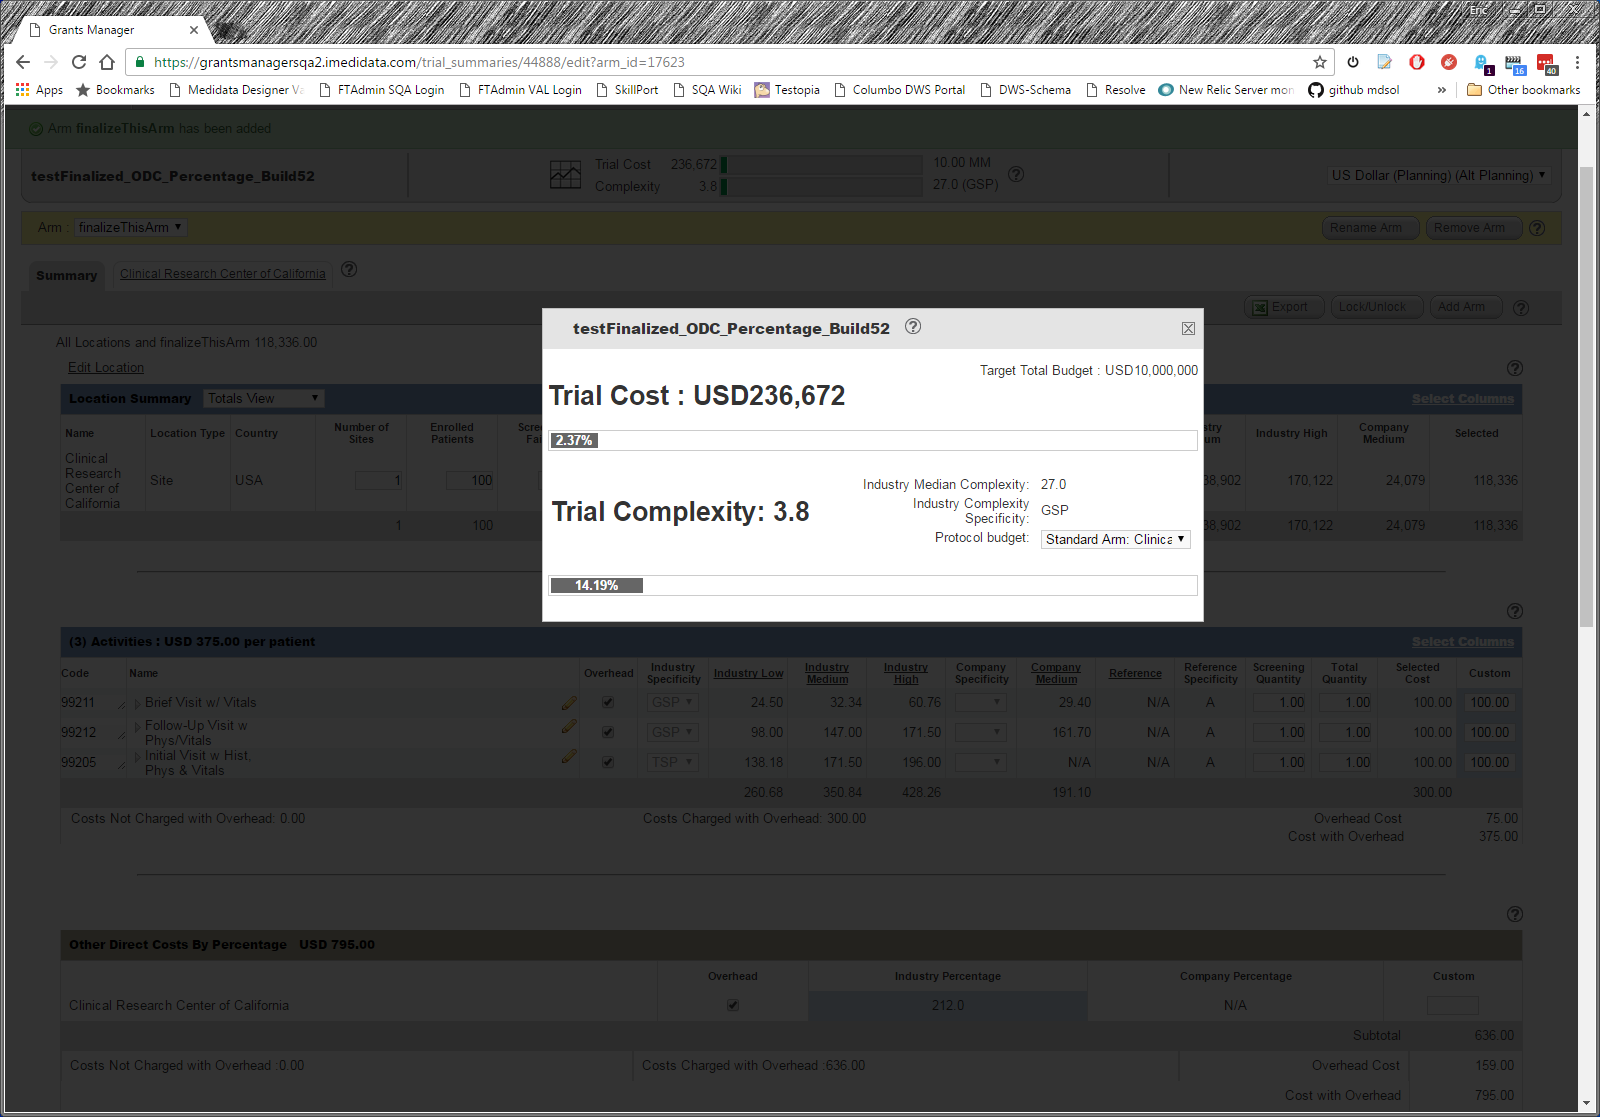 Eric
Grants Manager
https://grantsmanagersqa2.imedidata.com/trial_summaries/44888/edit?arm_id=17623
1 16 40
Apps Bookmarks Medidata Designer Va FTAdmin SQA Login FTAdmin VAL Login SkillPort SQA Wiki Testopia Columbo DWS Portal DWS-Schema Resolve New Relic Server mon github mdsol » Other bookmarks
Arm finalizeThisArm has been added
testFinalized_ODC_Percentage_Build52
Trial Cost 236,672 10.00 MM
Complexity 3.8 27.0 (GSP)
US Dollar (Planning) (Alt Planning)
Arm : finalizeThisArm Rename Arm Remove Arm
Summary Clinical Research Center of California
Export Lock/Unlock Add Arm
All Locations and finalizeThisArm 118,336.00
Edit Location
Location Summary Totals View Select Columns
Name Location Type Country Number of Sites Enrolled Patients Industry High Company Medium Selected
Clinical Research Center of California Site USA 1 100 38,902 170,122 24,079 118,336
1 100 38,902 170,122 24,079 118,336
testFinalized_ODC_Percentage_Build52
Target Total Budget : USD10,000,000
Trial Cost : USD236,672
2.37%
Industry Median Complexity: 27.0
Trial Complexity: 3.8
Industry Complexity Specificity: GSP
Protocol budget: Standard Arm: Clinica
14.19%
(3) Activities : USD 375.00 per patient Select Columns
Code Name Overhead Industry Specificity Industry Low Industry Medium Industry High Company Specificity Company Medium Reference Reference Specificity Screening Quantity Total Quantity Selected Cost Custom
99211 Brief Visit w/ Vitals GSP 24.50 32.34 60.76 29.40 N/A A 1.00 1.00 100.00 100.00
99212 Follow-Up Visit w Phys/Vitals GSP 98.00 147.00 171.50 161.70 N/A A 1.00 1.00 100.00 100.00
99205 Initial Visit w Hist, Phys & Vitals TSP 138.18 171.50 196.00 N/A N/A A 1.00 1.00 100.00 100.00
260.68 350.84 428.26 191.10 300.00
Costs Not Charged with Overhead: 0.00 Costs Charged with Overhead: 300.00 Overhead Cost 75.00
Cost with Overhead 375.00
Other Direct Costs By Percentage USD 795.00
Overhead Industry Percentage Company Percentage Custom
Clinical Research Center of California 212.0 N/A
Subtotal 636.00
Costs Not Charged with Overhead :0.00 Costs Charged with Overhead :636.00 Overhead Cost 159.00
Cost with Overhead 795.00